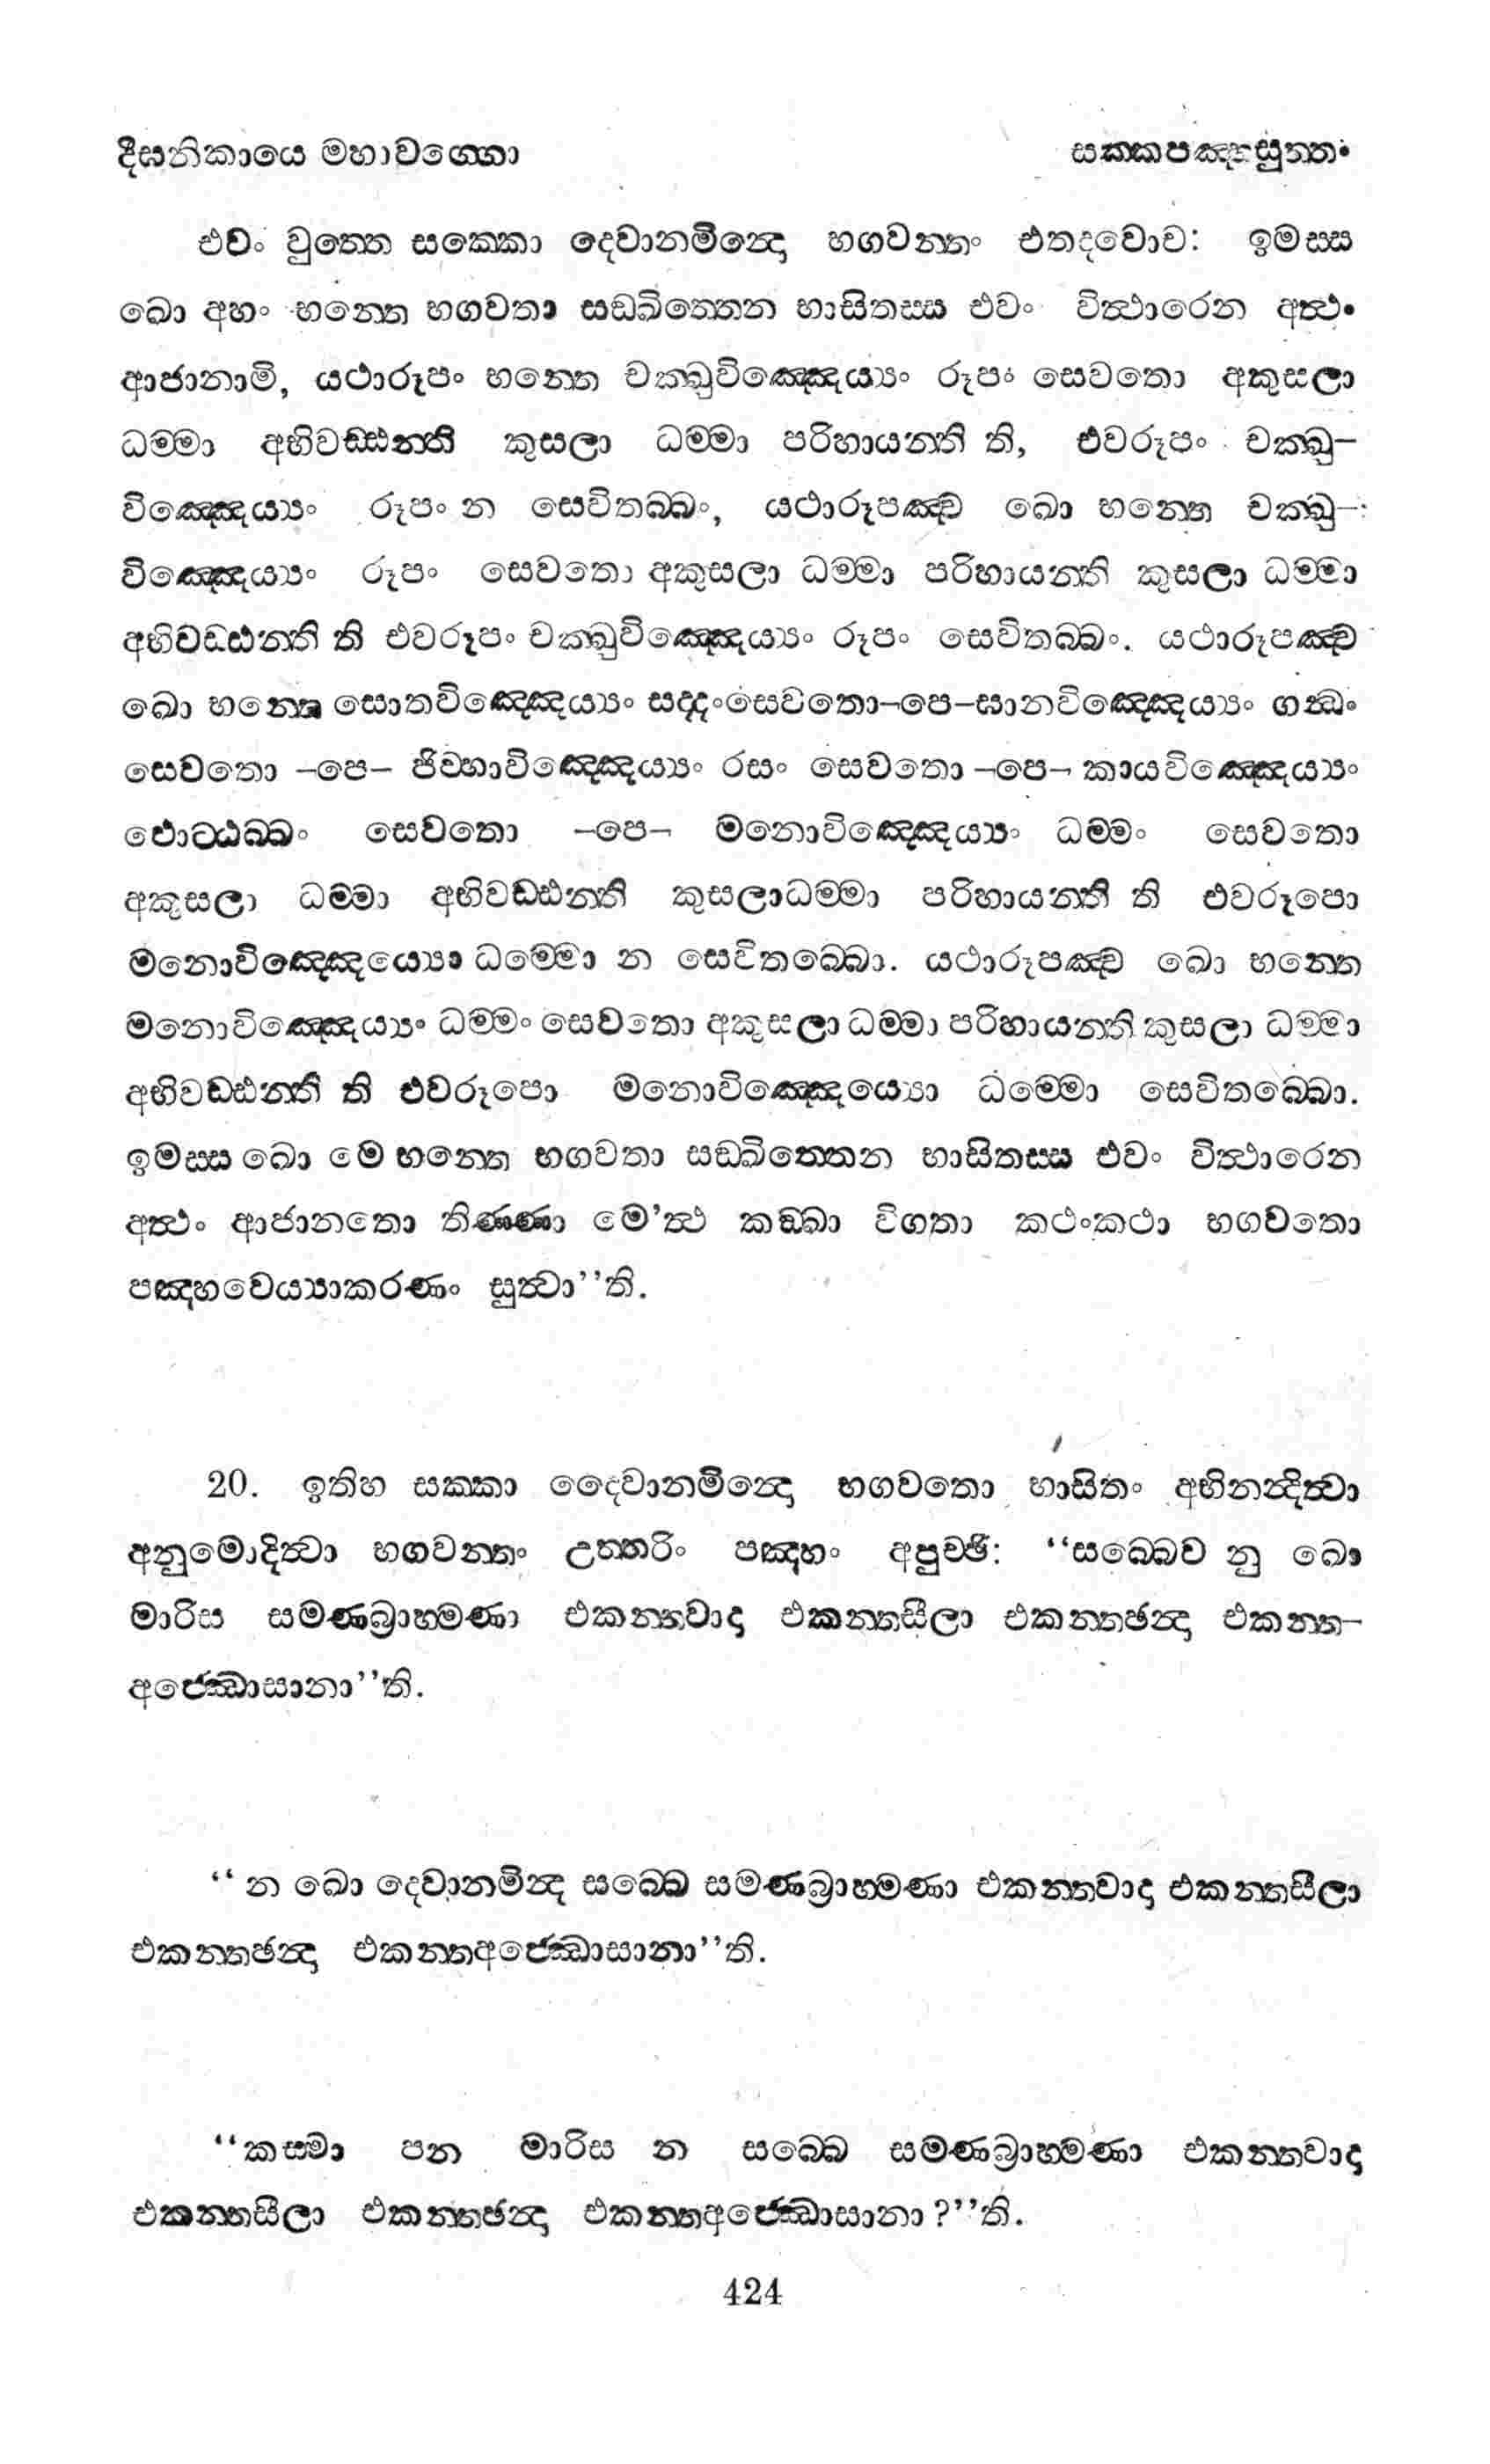 දීඝනිකායෙ මහාවග්ගො සක්කපඤ්හසුත්තං
එවං වුත්තෙ සක්කො දෙවානමින්දො භගවන්තං එතදවොච: ඉමස්ස
ඛො අහං භන්තෙ භගවතා සඞ්ඛිත්තෙන භාසිතස්ස එවං විත්ථාරෙන අත්ථං
ආජානාමි, යථාරූපං භන්තෙ චක්ඛුවිඤ්ඤෙය්‍යං රූපං සෙවතො අකුසලා
ධම්මා අභිවඩ්ඪන්ති කුසලා ධම්මා පරිහායන්ති ති, එවරූපං චක්ඛු–
විඤ්ඤෙය්‍යං රූපං න සෙවිතබ්බං, යථාරූපඤ්ච ඛො භන්තෙ චක්ඛු–
විඤ්ඤෙය්‍යං රූපං සෙවතො අකුසලා ධම්මා පරිහායන්ති කුසලා ධම්මා
අභිවඩ්ඪන්ති ති එවරූපං චක්ඛුවිඤ්ඤෙය්‍යං රූපං සෙවිතබ්බං. යථාරූපඤ්ච
ඛො භන්තෙ සොතවිඤ්ඤෙය්‍යං සද්දංසෙවතො–පෙ–ඝානවිඤ්ඤෙය්‍යං ගන්ධං
සෙවතො –පෙ– ජිව්හාවිඤ්ඤෙය්‍යං රසං සෙවතො –පෙ– කායවිඤ්ඤෙය්‍යං
ඵොට්ඨබ්බං සෙවතො –පෙ– මනොවිඤ්ඤෙය්‍යං ධම්මං සෙවතො
අකුසලා ධම්මා අභිවඩ්ඪන්ති කුසලාධම්මා පරිහායන්ති ති එවරූපො
මනොවිඤ්ඤෙය්‍යො ධම්මො න සෙවිතබ්බො. යථාරූපඤ්ච ඛො භන්තෙ
මනොවිඤ්ඤෙය්‍යං ධම්මං සෙවතො අකුසලා ධම්මා පරිහායන්ති කුසලා ධම්මා
අභිවඩ්ඪන්ති ති එවරූපො මනොවිඤ්ඤෙය්‍යො ධම්මො සෙවිතබ්බො.
ඉමස්ස ඛො මෙ භන්තෙ භගවතා සඞ්ඛිත්තෙන භාසිතස්ස එවං විත්ථාරෙන
අත්ථං ආජානතො තිණ්ණා මෙ’ත්ථ කඞ්ඛා විගතා කථංකථා භගවතො
පඤ්හවෙය්‍යාකරණං සුත්වා’’ති.
20. ඉතිහ සක්කා දෛවානමින්දො භගවතො භාසිතං අභිනන්දිත්වා
අනුමොදිත්වා භගවන්තං උත්තරිං පඤ්හං අපුච්ඡි: ‘‘සබ්බෙව නු ඛො
මාරිස සමණබ්‍රාහ්මණා එකන්තවාදා එකන්තසීලා එකන්තඡන්දා එකන්ත–
අජ්ඣොසානා’’ති.
‘‘ න ඛො දෙවානමින්ද සබ්බෙ සමණබ්‍රාහ්මණා එකන්තවාදා එකන්තසීලා
එකන්තඡන්දා එකන්තඅජ්ඣොසානා’’ති.
‘‘කස්මා පන මාරිස න සබ්බෙ සමණබ්‍රාහ්මණා එකන්තවාදා
එකන්තසීලා එකන්තඡන්දා එකන්තඅජ්ඣොසානා ?’’ති.
424